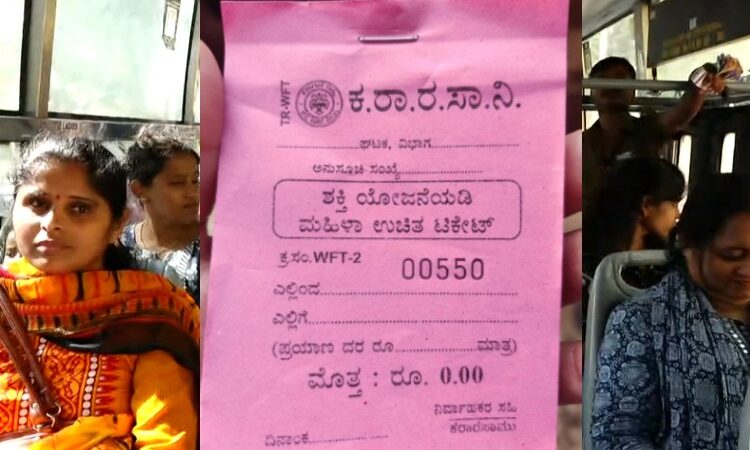 TR-WFT
ಕ.ರಾ.ರ.ಸಾ.ನಿ.
........................ಘಟಕ, ವಿಭಾಗ........................
ಅನುಸೂಚಿ ಸಂಖ್ಯೆ........................
ಶಕ್ತಿ ಯೋಜನೆಯಡಿ
ಮಹಿಳಾ ಉಚಿತ ಟಿಕೇಟ್
ಕ್ರ.ಸಂ.WFT-2 00550
ಎಲ್ಲಿಂದ........................
ಎಲ್ಲಿಗೆ........................
(ಪ್ರಯಾಣ ದರ ರೂ................ಮಾತ್ರ)
ಮೊತ್ತ : ರೂ. 0.00
ನಿರ್ವಾಹಕರ ಸಹಿ
ಕರಾರಸಾಮು
ದಿನಾಂಕ................